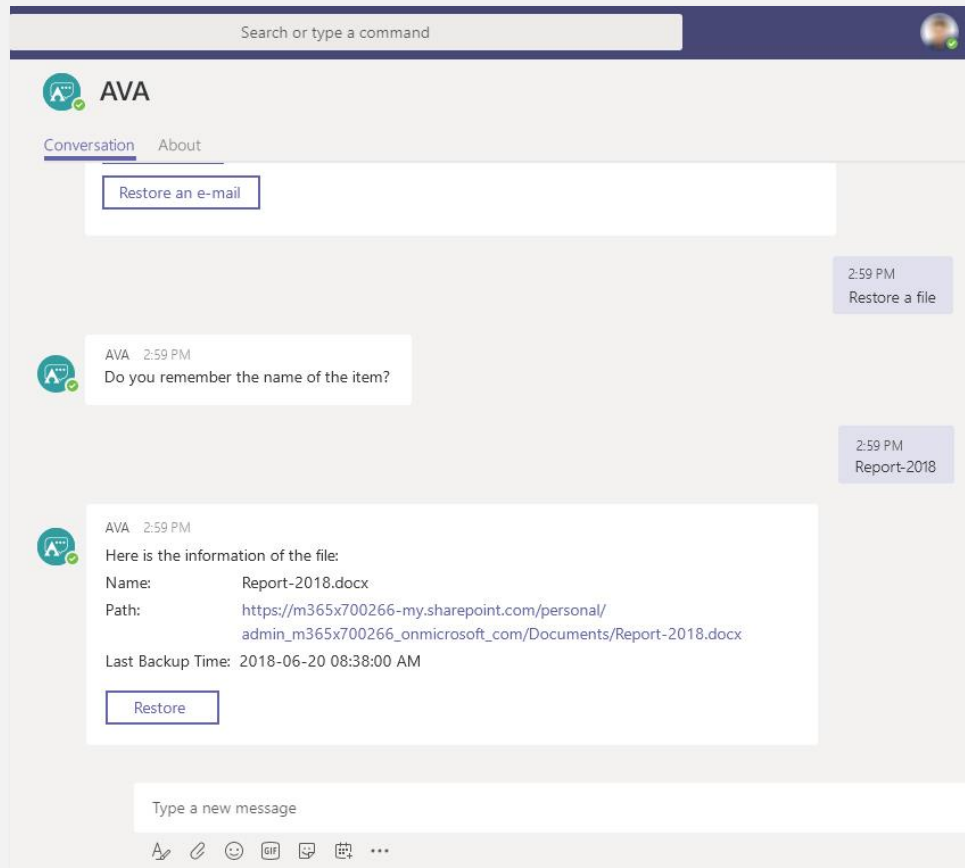 Search or type a command
AVA
Conversation About
Restore an e-mail
2:59 PM
Restore a file
AVA 2:59 PM
Do you remember the name of the item?
2:59 PM
Report-2018
AVA 2:59 PM
Here is the information of the file:
Name: Report-2018.docx
Path: https://m365x700266-my.sharepoint.com/personal/
admin_m365x700266_onmicrosoft_com/Documents/Report-2018.docx
Last Backup Time: 2018-06-20 08:38:00 AM
Restore
Type a new message
GIF